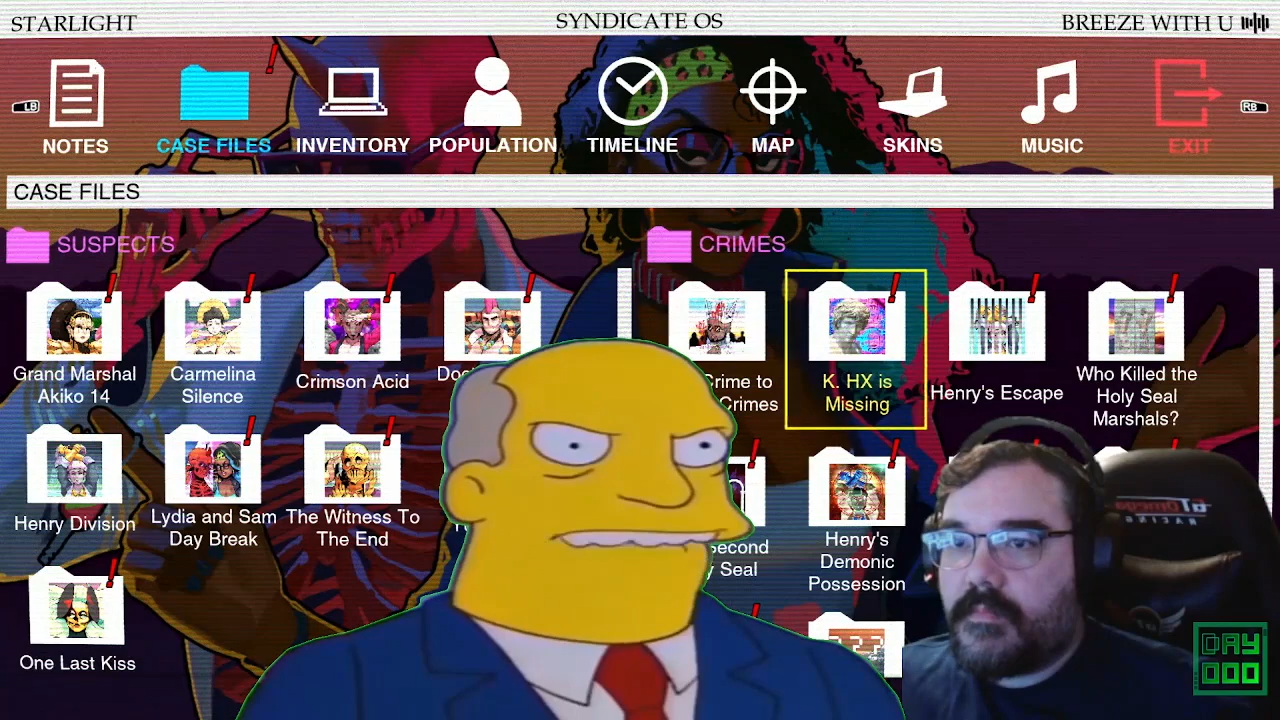 STARLIGHT
SYNDICATE OS
BREEZE WITH U
LB
NOTES
CASE FILES
INVENTORY
POPULATION
TIMELINE
MAP
SKINS
MUSIC
EXIT
RB
CASE FILES
SUSPECTS
CRIMES
Grand Marshal
Akiko 14
Carmelina
Silence
Crimson Acid
Crime to
Crimes
K. HX is
Missing
Henry's Escape
Who Killed the
Holy Seal
Marshals?
Henry Division
Lydia and Sam
Day Break
The Witness To
The End
Seal
Henry's
Demonic
Possession
One Last Kiss
GT Omega
RACING
DAY
000